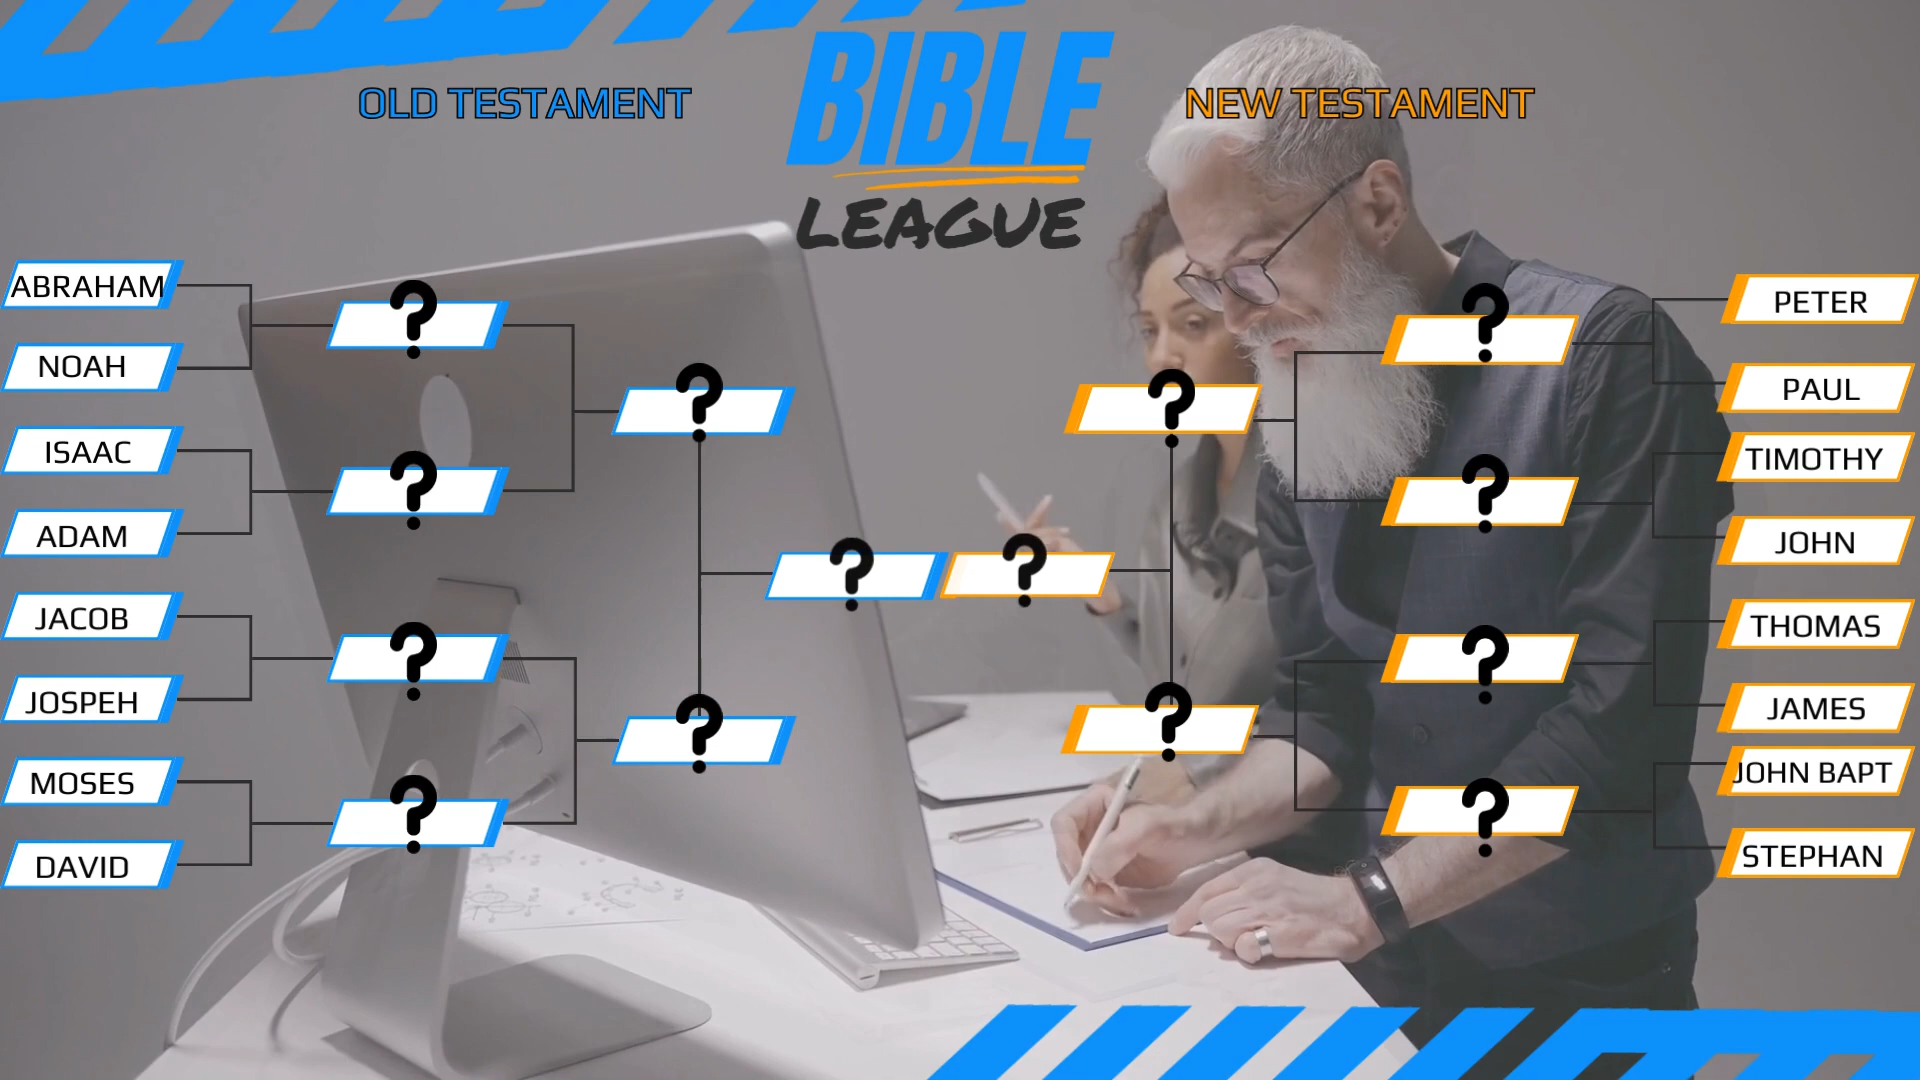 BIBLE
LEAGUE
OLD TESTAMENT
NEW TESTAMENT
ABRAHAM
NOAH
ISAAC
ADAM
JACOB
JOSPEH
MOSES
DAVID
?
?
?
?
?
?
?
?
?
?
?
?
?
?
PETER
PAUL
TIMOTHY
JOHN
THOMAS
JAMES
JOHN BAPT
STEPHAN